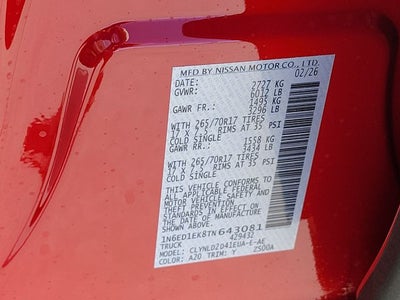 MFD BY NISSAN MOTOR CO., LTD.
DATE: 02/26
GVWR: 2727 KG
6012 LB
GAWR FR.: 1495 KG
3296 LB
WITH 265/70R17 TIRES
17 X 7.5 RIMS AT 35 PSI
COLD SINGLE
GAWR RR.: 1558 KG
3434 LB
WITH 265/70R17 TIRES
17 X 7.5 RIMS AT 35 PSI
COLD SINGLE
THIS VEHICLE CONFORMS TO
ALL APPLICABLE FEDERAL
MOTOR VEHICLE SAFETY AND
THEFT PREVENTION
STANDARDS IN EFFECT ON THE
DATE OF MANUFACTURE
SHOWN ABOVE.
1N6ED1EK8TN643081
TRUCK 429432
MODEL: CLYNLDZD41EUA-E-AE
COLOR: A20 TRIM: Y 2500A